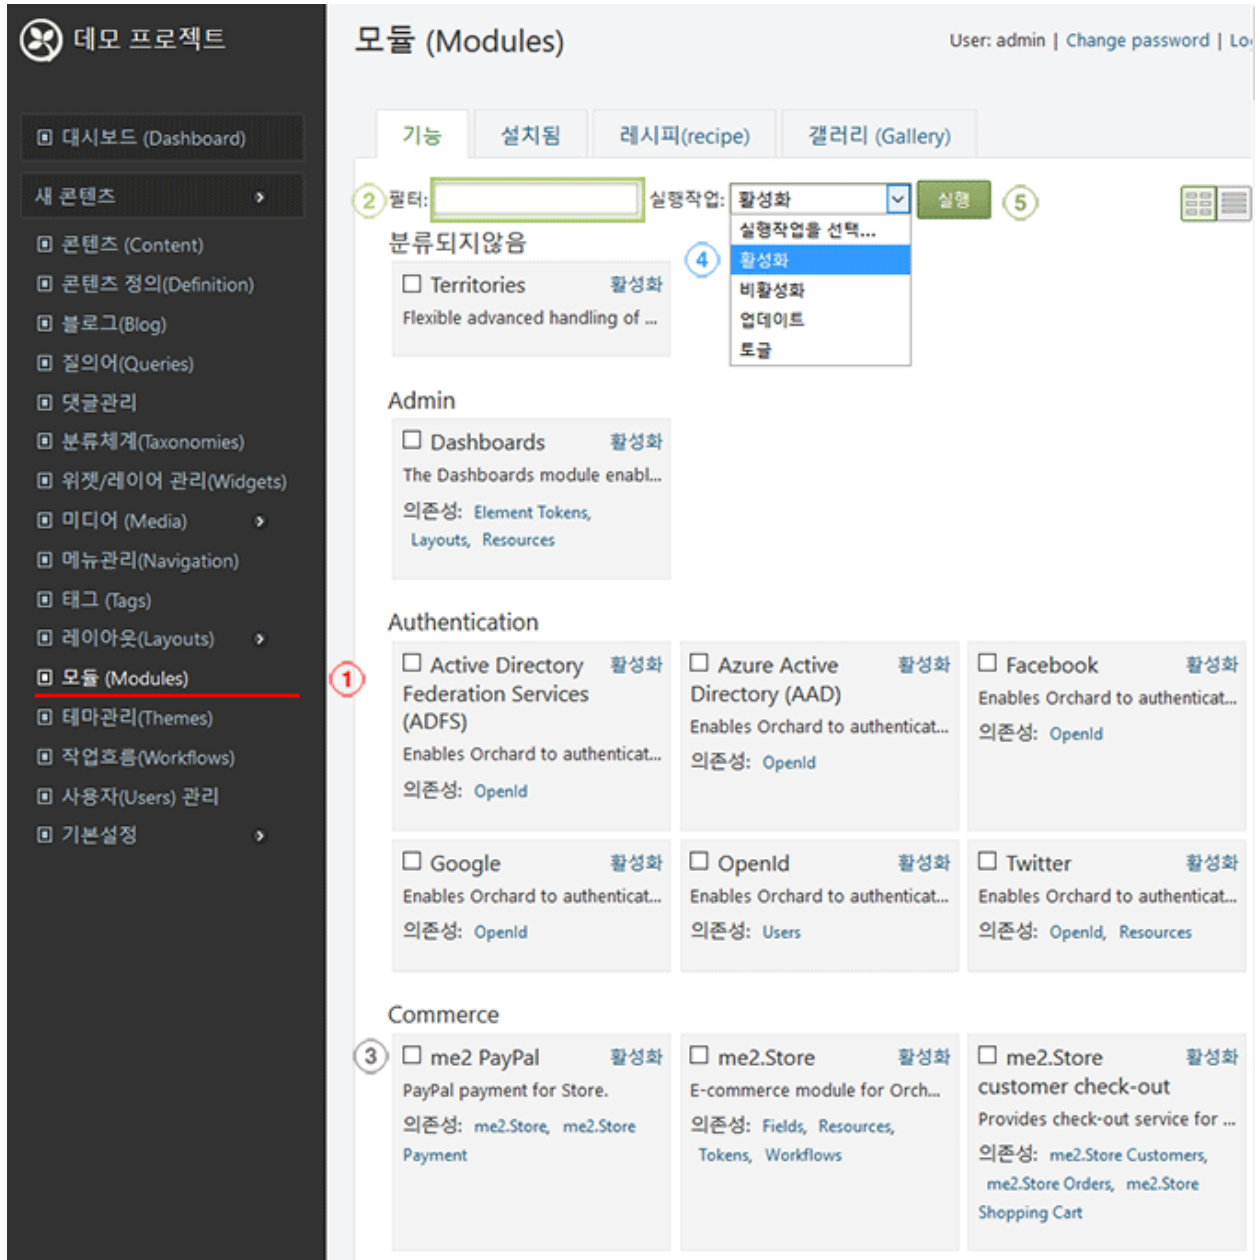 데모 프로젝트
대시보드 (Dashboard)
새 콘텐츠
콘텐츠 (Content)
콘텐츠 정의(Definition)
블로그(Blog)
질의어(Queries)
댓글관리
분류체계(Taxonomies)
위젯/레이어 관리(Widgets)
미디어 (Media)
메뉴관리(Navigation)
태그 (Tags)
레이아웃(Layouts)
모듈 (Modules)
테마관리(Themes)
작업흐름(Workflows)
사용자(Users) 관리
기본설정
1
모듈 (Modules)
User: admin | Change password |
기능 설치됨 레시피(recipe) 갤러리 (Gallery)
2 필터: 실행작업: 활성화 실행 5
실행작업을 선택...
4 활성화
비활성화
업데이트
토글
분류되지않음
Territories 활성화
Flexible advanced handling of ...
Admin
Dashboards 활성화
The Dashboards module enabl...
의존성: Element Tokens,
Layouts, Resources
Authentication
Active Directory 활성화
Federation Services
(ADFS)
Enables Orchard to authenticat...
의존성: OpenId
Azure Active 활성화
Directory (AAD)
Enables Orchard to authenticat...
의존성: OpenId
Facebook 활성화
Enables Orchard to authenticat...
의존성: OpenId
Google 활성화
Enables Orchard to authenticat...
의존성: OpenId
OpenId 활성화
Enables Orchard to authenticat...
의존성: Users
Twitter 활성화
Enables Orchard to authenticat...
의존성: OpenId, Resources
Commerce
3
me2 PayPal 활성화
PayPal payment for Store.
의존성: me2.Store, me2.Store
Payment
me2.Store 활성화
E-commerce module for Orch...
의존성: Fields, Resources,
Tokens, Workflows
me2.Store 활성화
customer check-out
Provides check-out service for ...
의존성: me2.Store Customers,
me2.Store Orders, me2.Store
Shopping Cart